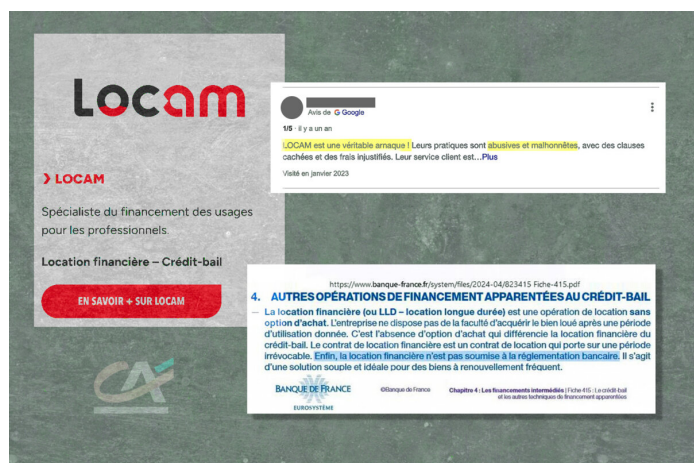 Locam
❯ LOCAM
Spécialiste du financement des usages
pour les professionnels
Location financière – Crédit-bail
EN SAVOIR + SUR LOCAM
Avis de G Google
1/5 · il y a un an
LOCAM est une véritable arnaque ! Leurs pratiques sont abusives et malhonnêtes, avec des clauses
cachées et des frais injustifiés. Leur service client est…Plus
Visité en janvier 2023
https://www.banque-france.fr/system/files/2024-04/823415 Fiche-415.pdf
4. AUTRES OPÉRATIONS DE FINANCEMENT APPARENTÉES AU CRÉDIT-BAIL
– La location financière (ou LLD – location longue durée) est une opération de location sans
option d'achat. L'entreprise ne dispose pas de la faculté d'acquérir le bien loué après une période
d'utilisation donnée. C'est l'absence d'option d'achat qui différencie la location financière du
crédit-bail. Le contrat de location financière est un contrat de location qui porte sur une période
irrévocable. Enfin, la location financière n'est pas soumise à la réglementation bancaire. Il s'agit
d'une solution souple et idéale pour des biens à renouvellement fréquent.
BANQUE DE FRANCE
EUROSYSTÈME
©Banque de France
Chapitre 4 : Les financements intermédiés | Fiche 415 : Le crédit-bail
et les autres techniques de financement apparentées